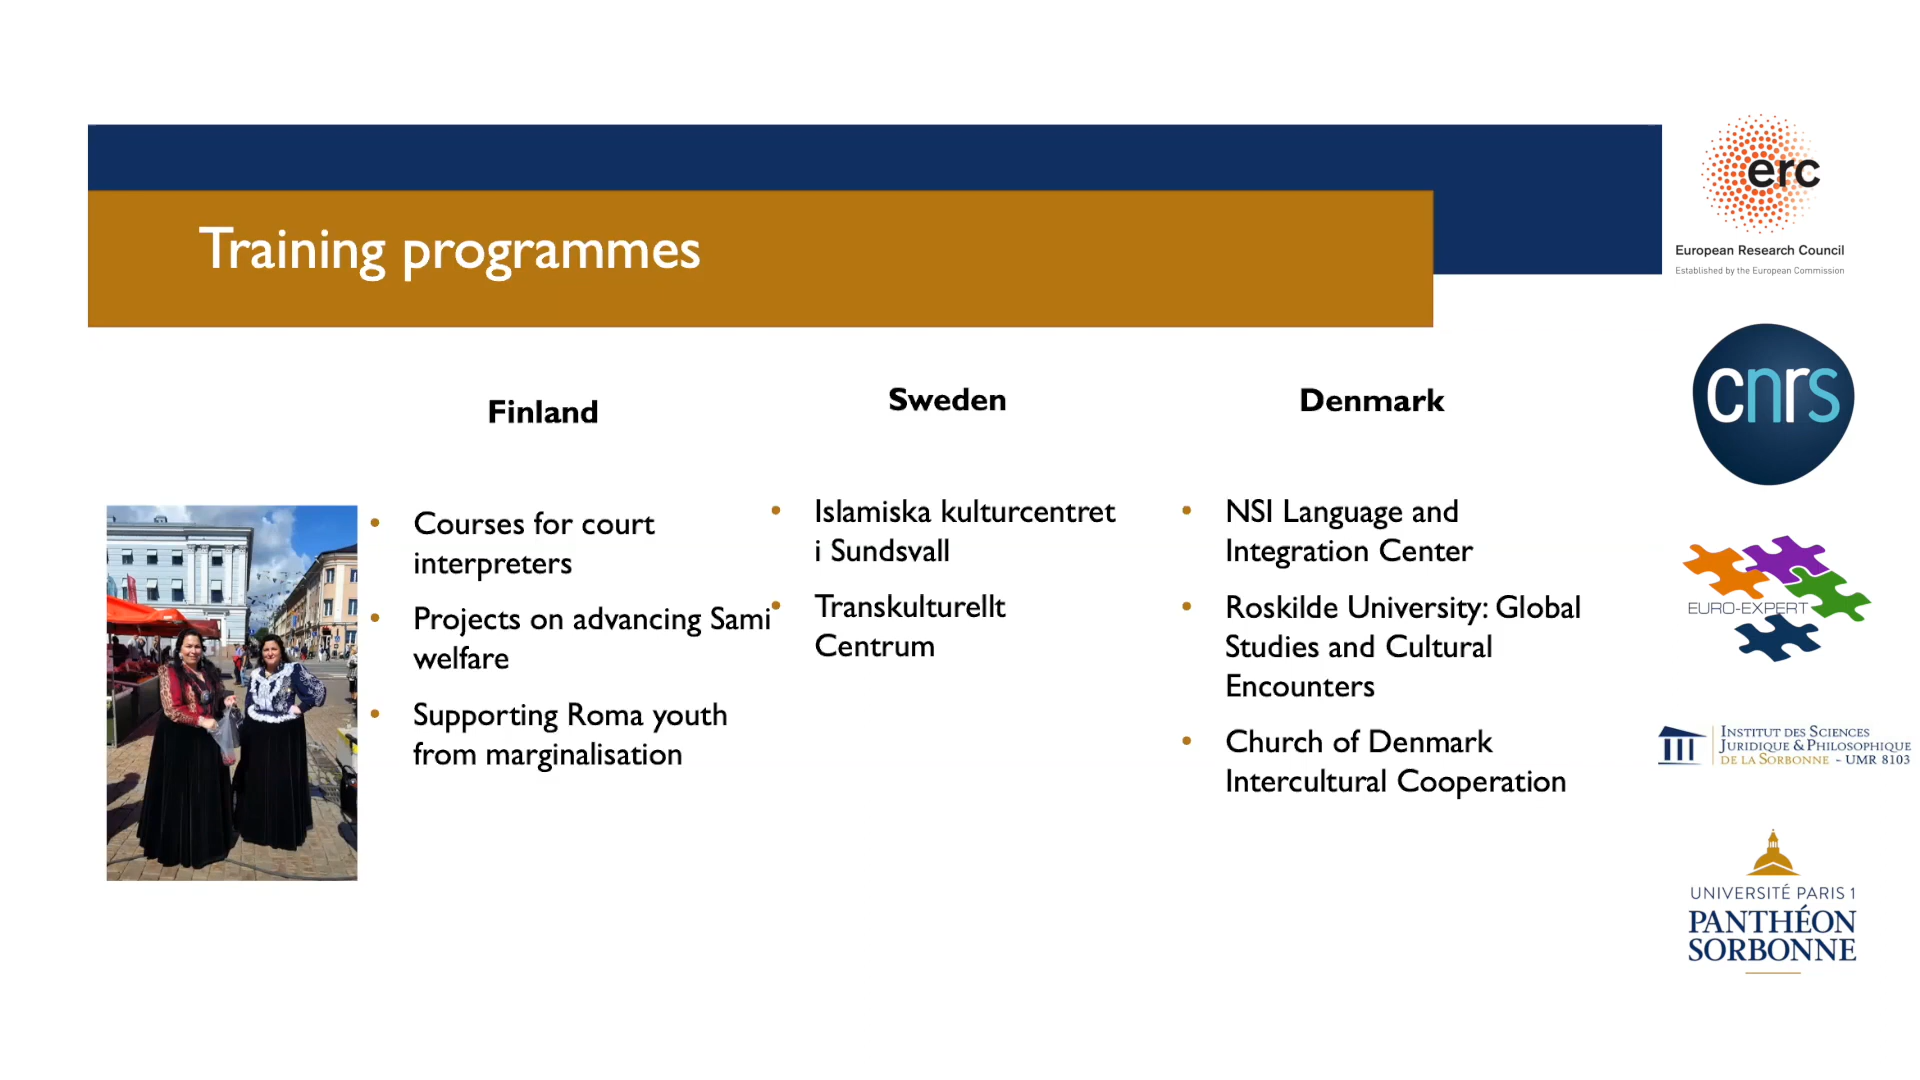 Training programmes
Finland
Courses for court
interpreters
Projects on advancing Sami
welfare
Supporting Roma youth
from marginalisation
Sweden
Islamiska kulturcentret
i Sundsvall
Transkulturellt
Centrum
Denmark
NSI Language and
Integration Center
Roskilde University: Global
Studies and Cultural
Encounters
Church of Denmark
Intercultural Cooperation
erc
European Research Council
Established by the European Commission
cnrs
EURO-EXPERT
INSTITUT DES SCIENCES
JURIDIQUE & PHILOSOPHIQUE
DE LA SORBONNE - UMR 8103
UNIVERSITÉ PARIS 1
PANTHÉON
SORBONNE